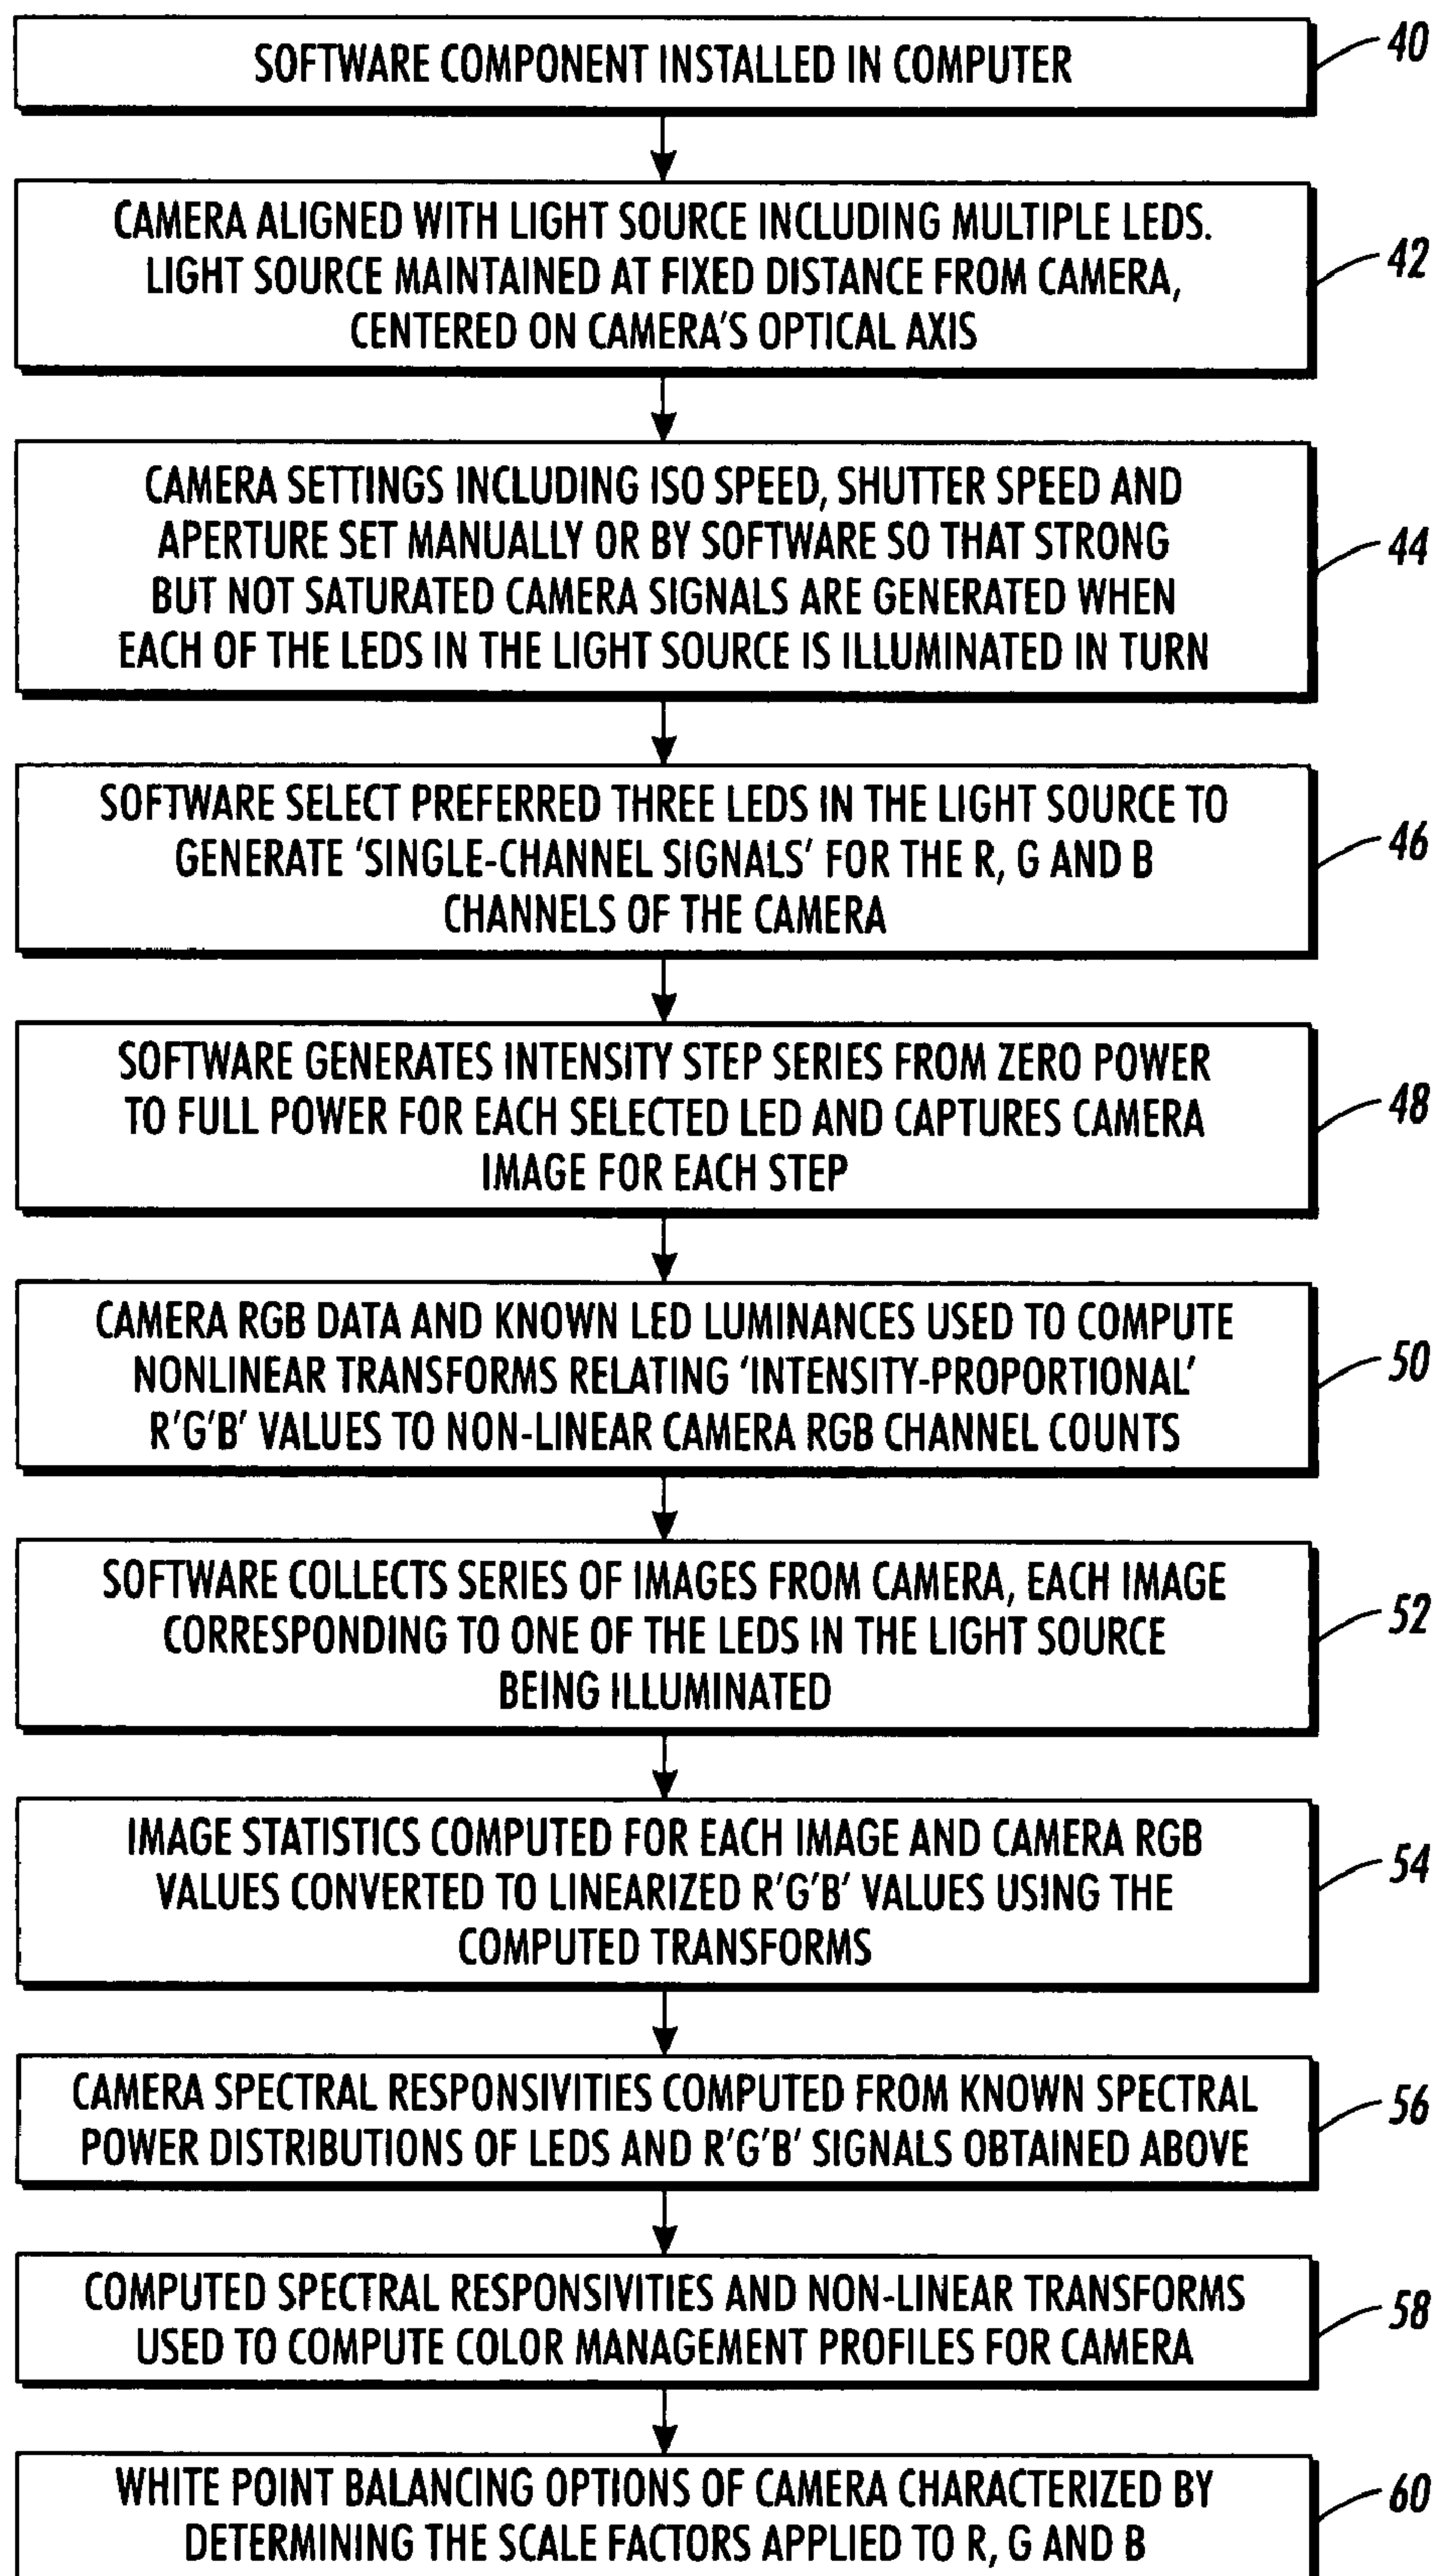 SOFTWARE COMPONENT INSTALLED IN COMPUTER
40
CAMERA ALIGNED WITH LIGHT SOURCE INCLUDING MULTIPLE LEDS.
LIGHT SOURCE MAINTAINED AT FIXED DISTANCE FROM CAMERA,
CENTERED ON CAMERA'S OPTICAL AXIS
42
CAMERA SETTINGS INCLUDING ISO SPEED, SHUTTER SPEED AND
APERTURE SET MANUALLY OR BY SOFTWARE SO THAT STRONG
BUT NOT SATURATED CAMERA SIGNALS ARE GENERATED WHEN
EACH OF THE LEDS IN THE LIGHT SOURCE IS ILLUMINATED IN TURN
44
SOFTWARE SELECT PREFERRED THREE LEDS IN THE LIGHT SOURCE TO
GENERATE 'SINGLE-CHANNEL SIGNALS' FOR THE R, G AND B
CHANNELS OF THE CAMERA
46
SOFTWARE GENERATES INTENSITY STEP SERIES FROM ZERO POWER
TO FULL POWER FOR EACH SELECTED LED AND CAPTURES CAMERA
IMAGE FOR EACH STEP
48
CAMERA RGB DATA AND KNOWN LED LUMINANCES USED TO COMPUTE
NONLINEAR TRANSFORMS RELATING 'INTENSITY-PROPORTIONAL'
R'G'B' VALUES TO NON-LINEAR CAMERA RGB CHANNEL COUNTS
50
SOFTWARE COLLECTS SERIES OF IMAGES FROM CAMERA, EACH IMAGE
CORRESPONDING TO ONE OF THE LEDS IN THE LIGHT SOURCE
BEING ILLUMINATED
52
IMAGE STATISTICS COMPUTED FOR EACH IMAGE AND CAMERA RGB
VALUES CONVERTED TO LINEARIZED R'G'B' VALUES USING THE
COMPUTED TRANSFORMS
54
CAMERA SPECTRAL RESPONSIVITIES COMPUTED FROM KNOWN SPECTRAL
POWER DISTRIBUTIONS OF LEDS AND R'G'B' SIGNALS OBTAINED ABOVE
56
COMPUTED SPECTRAL RESPONSIVITIES AND NON-LINEAR TRANSFORMS
USED TO COMPUTE COLOR MANAGEMENT PROFILES FOR CAMERA
58
WHITE POINT BALANCING OPTIONS OF CAMERA CHARACTERIZED BY
DETERMINING THE SCALE FACTORS APPLIED TO R, G AND B
60